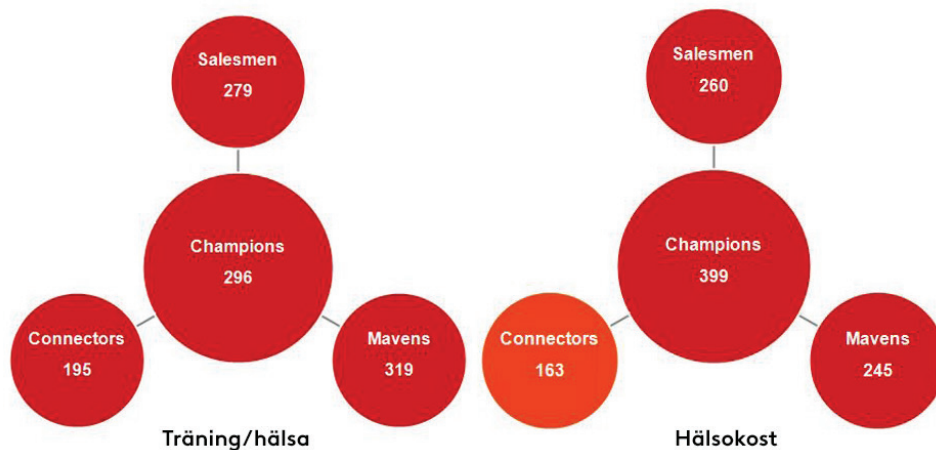 Salesmen
279
Champions
296
Connectors
195
Mavens
319
Träning/hälsa
Salesmen
260
Champions
399
Connectors
163
Mavens
245
Hälsokost